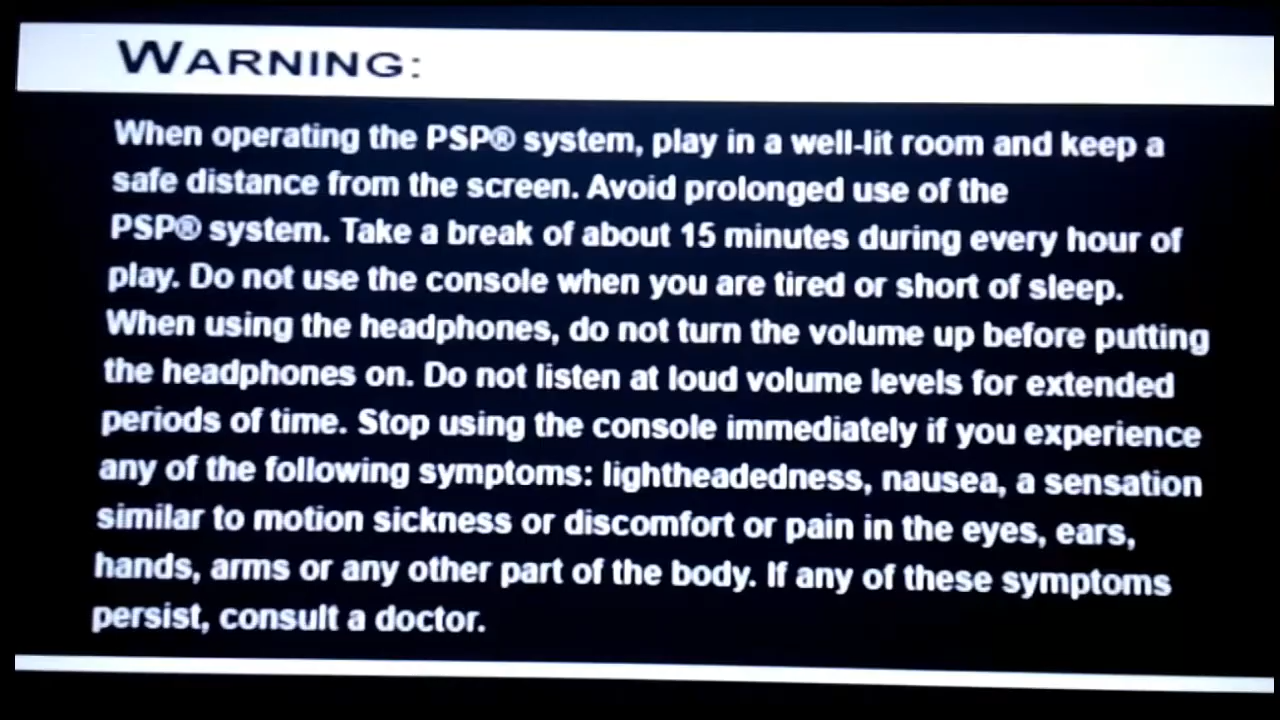 WARNING:
When operating the PSP® system, play in a well-lit room and keep a
safe distance from the screen. Avoid prolonged use of the
PSP® system. Take a break of about 15 minutes during every hour of
play. Do not use the console when you are tired or short of sleep.
When using the headphones, do not turn the volume up before putting
the headphones on. Do not listen at loud volume levels for extended
periods of time. Stop using the console immediately if you experience
any of the following symptoms: lightheadedness, nausea, a sensation
similar to motion sickness or discomfort or pain in the eyes, ears,
hands, arms or any other part of the body. If any of these symptoms
persist, consult a doctor.